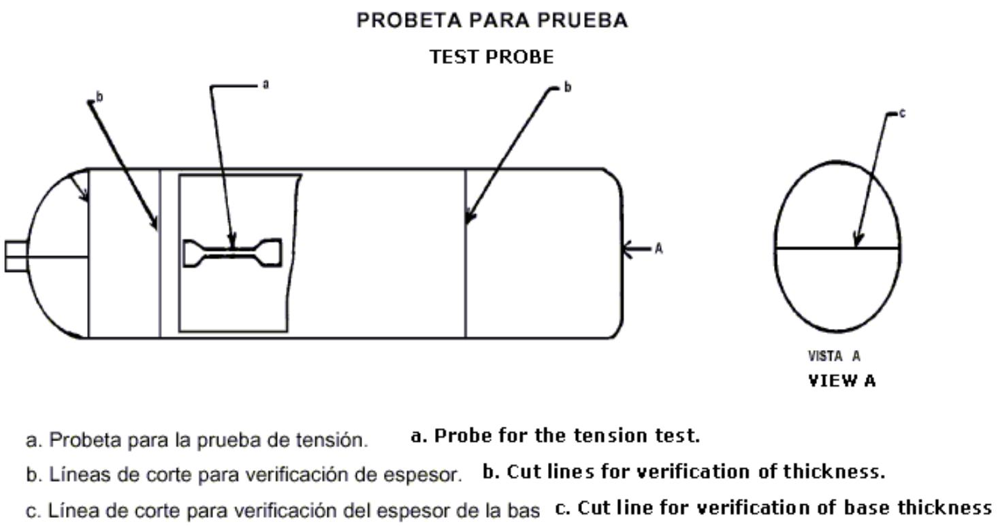 PROBETA PARA PRUEBA
TEST PROBE
b
a
b
c
A
VISTA A
VIEW A
a. Probeta para la prueba de tensión. a. Probe for the tension test.
b. Líneas de corte para verificación de espesor. b. Cut lines for verification of thickness.
c. Línea de corte para verificación del espesor de la bas c. Cut line for verification of base thickness